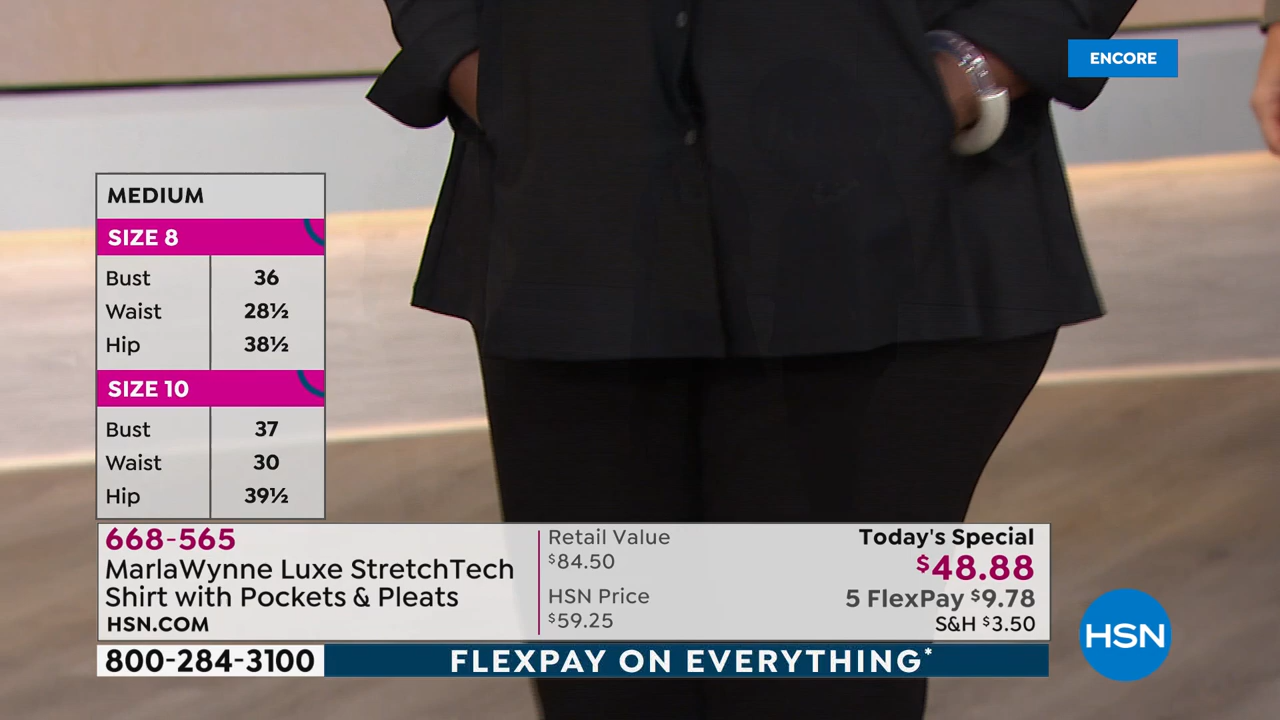 ENCORE
MEDIUM
SIZE 8
Bust 36
Waist 28½
Hip 38½
SIZE 10
Bust 37
Waist 30
Hip 39½
668-565
MarlaWynne Luxe StretchTech
Shirt with Pockets & Pleats
HSN.COM
Retail Value
$84.50
HSN Price
$59.25
Today's Special
$48.88
5 FlexPay $9.78
S&H $3.50
800-284-3100
FLEXPAY ON EVERYTHING*
HSN